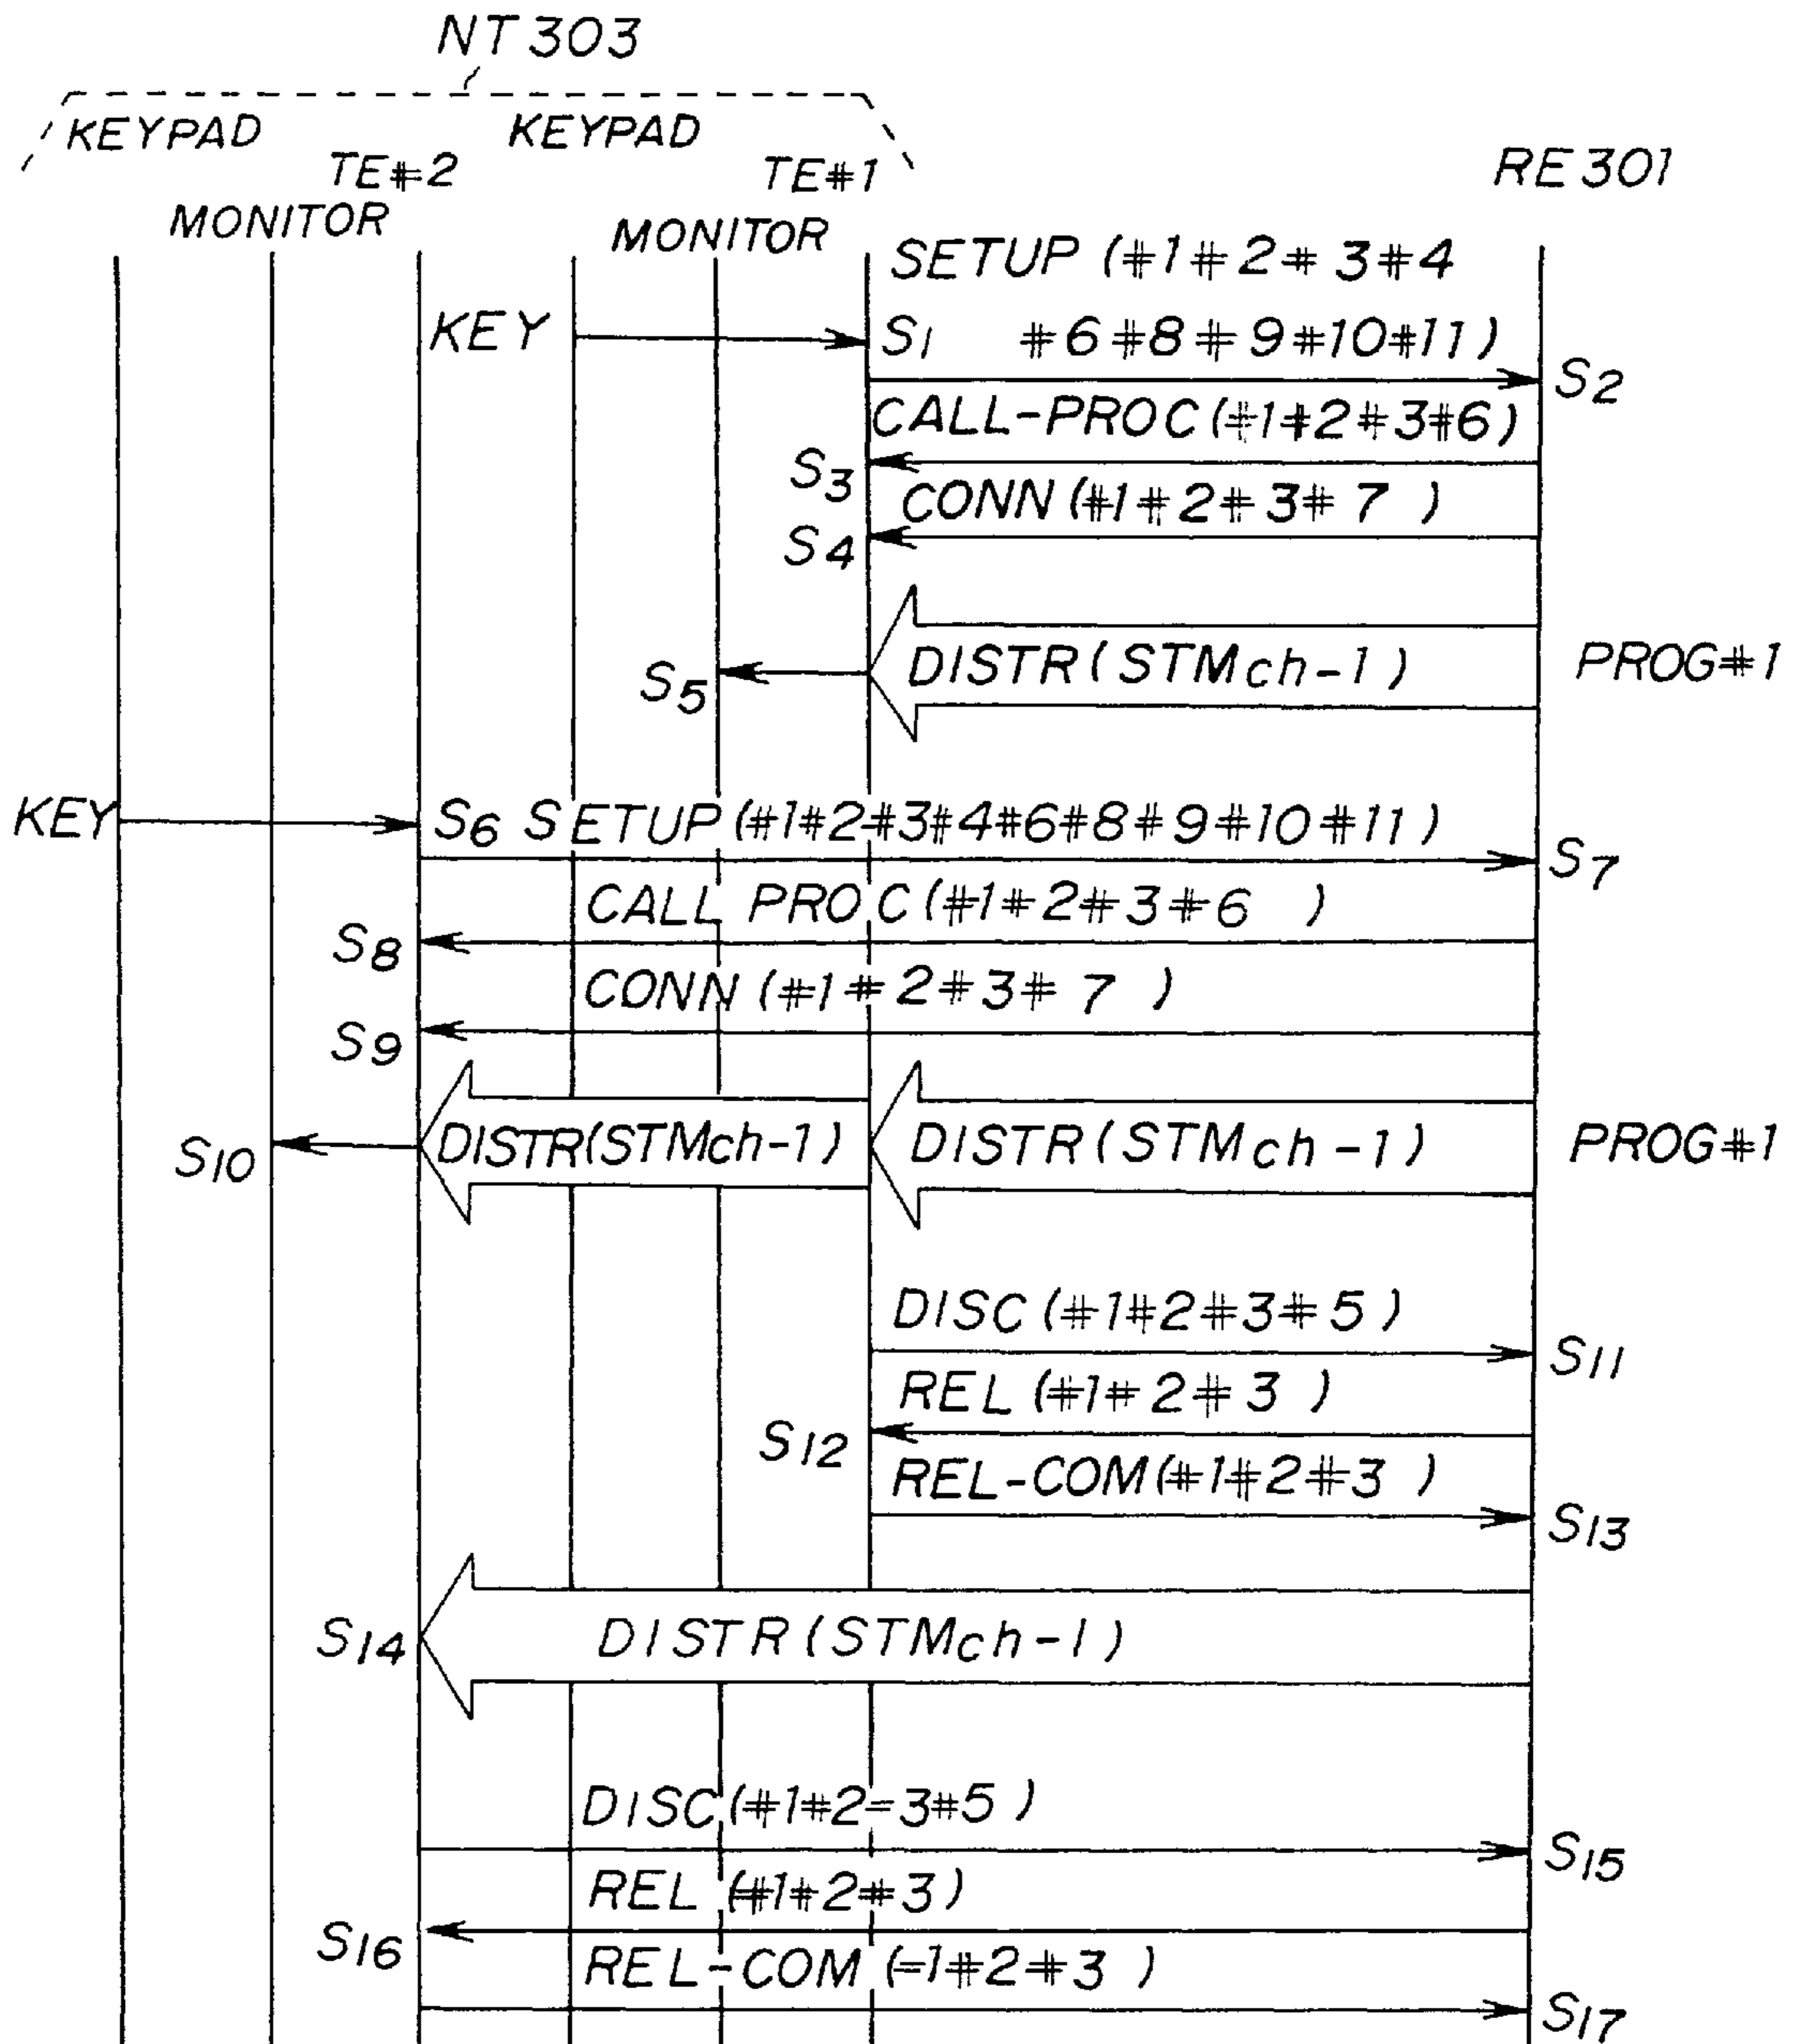 NT 303
KEYPAD KEYPAD
TE#2 TE#1 RE 301
MONITOR MONITOR
SETUP (#1#2#3#4
KEY S1 #6#8#9#10#11)
S2
CALL-PROC(#1#2#3#6)
S3
CONN(#1#2#3#7 )
S4
DISTR(STMch-1) PROG#1
S5
KEY S6 SETUP(#1#2#3#4#6#8#9#10#11)
S7
CALL PROC(#1#2#3#6 )
S8
CONN(#1#2#3#7 )
S9
DISTR(STMch-1) DISTR(STMch-1) PROG#1
S10
DISC(#1#2#3#5 )
S11
REL(#1#2#3 )
S12
REL-COM(#1#2#3 )
S13
S14 DISTR(STMch-1)
DISC(#1#2=3#5 )
S15
REL (#1#2#3)
S16
REL-COM (=1#2#3 )
S17